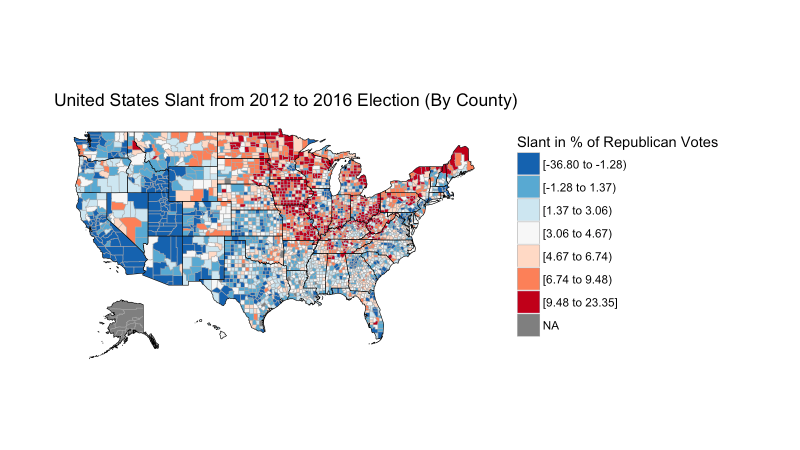 United States Slant from 2012 to 2016 Election (By County)
Slant in % of Republican Votes
[-36.80 to -1.28)
[-1.28 to 1.37)
[1.37 to 3.06)
[3.06 to 4.67)
[4.67 to 6.74)
[6.74 to 9.48)
[9.48 to 23.35]
NA